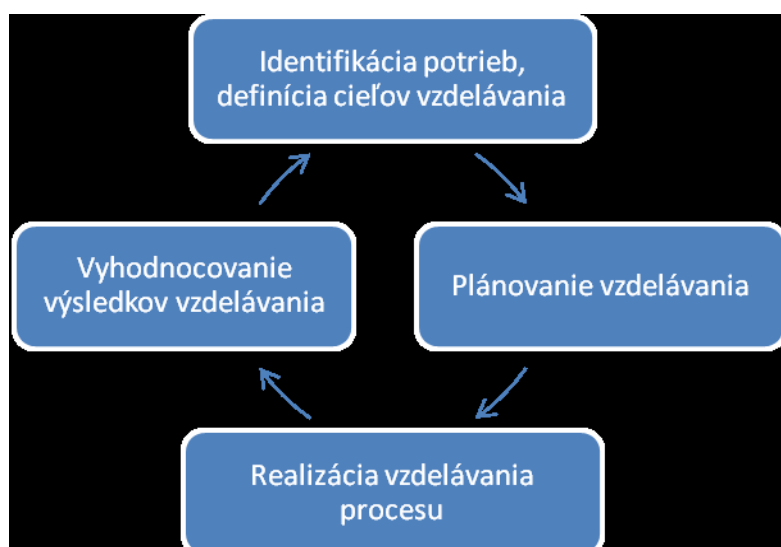 Identifikácia potrieb,
definícia cieľov vzdelávania
Vyhodnocovanie
výsledkov vzdelávania
Plánovanie vzdelávania
Realizácia vzdelávania
procesu